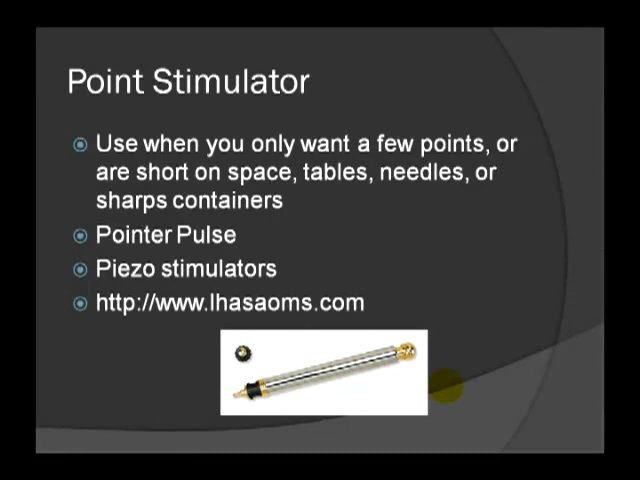 Point Stimulator
Use when you only want a few points, or
are short on space, tables, needles, or
sharps containers
Pointer Pulse
Piezo stimulators
http://www.lhasaoms.com